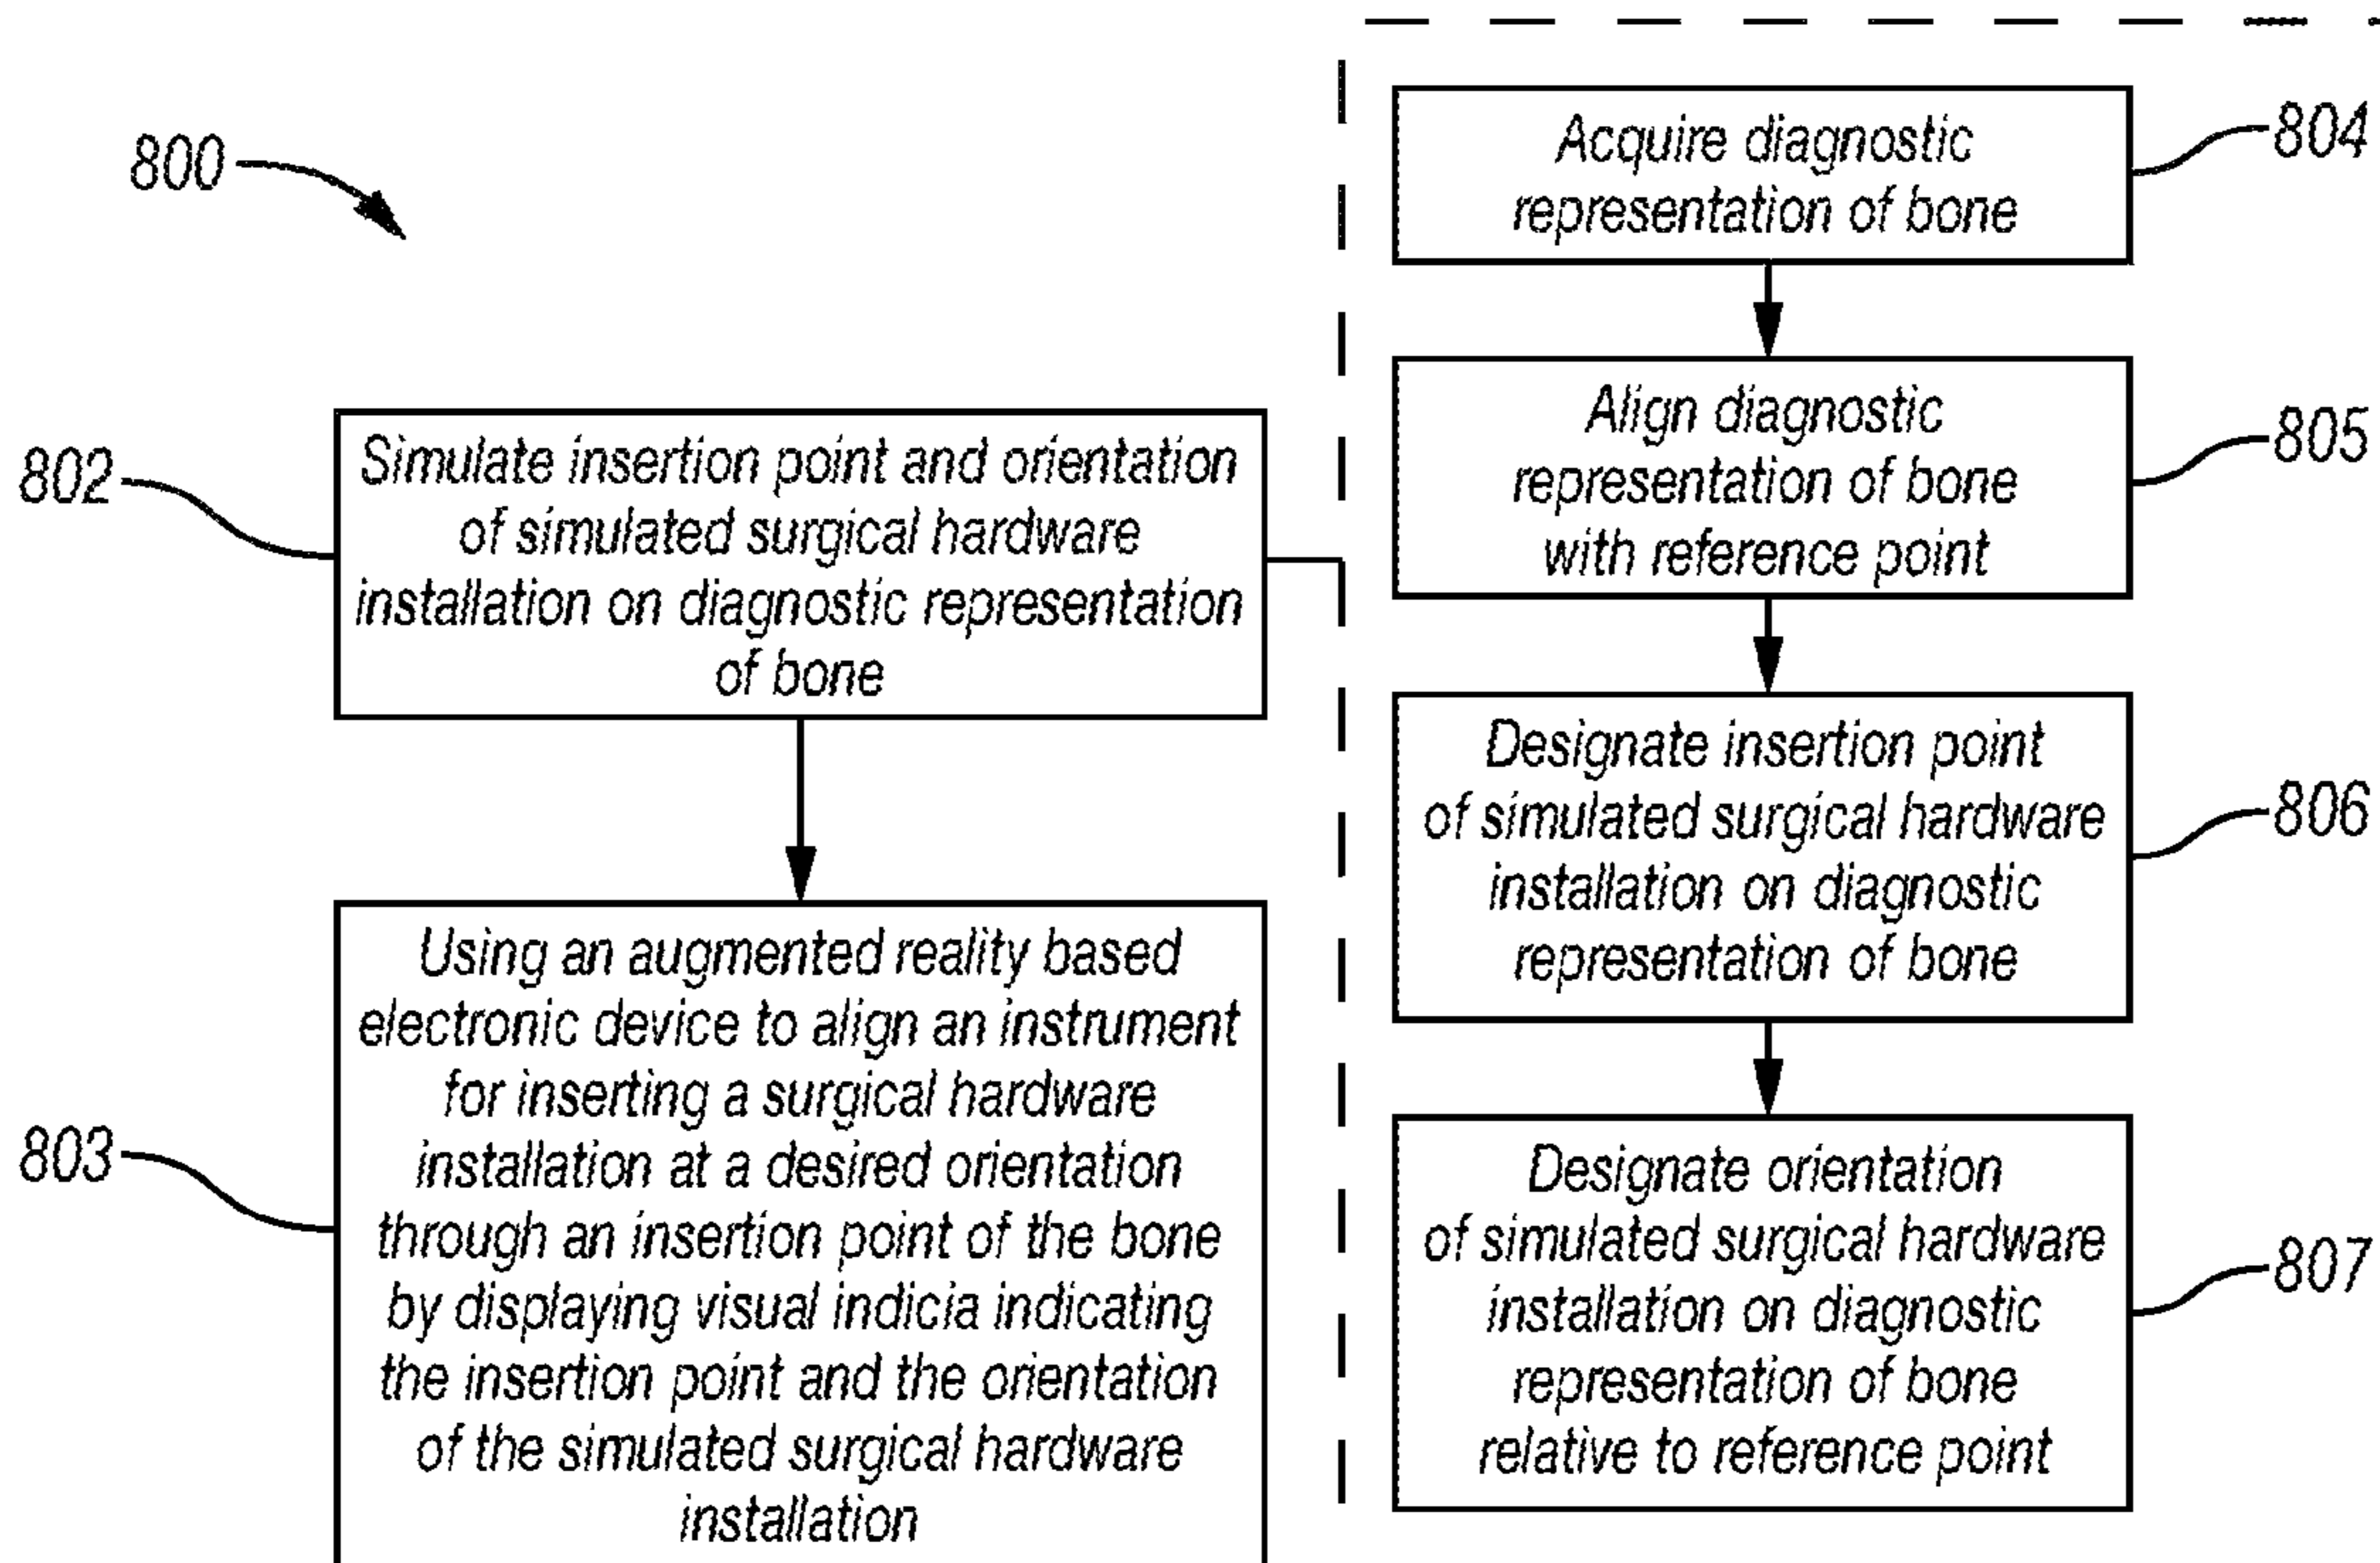 800
802
Simulate insertion point and orientation
of simulated surgical hardware
installation on diagnostic representation
of bone
803
Using an augmented reality based
electronic device to align an instrument
for inserting a surgical hardware
installation at a desired orientation
through an insertion point of the bone
by displaying visual indicia indicating
the insertion point and the orientation
of the simulated surgical hardware
installation
Acquire diagnostic
representation of bone
804
Align diagnostic
representation of bone
with reference point
805
Designate insertion point
of simulated surgical hardware
installation on diagnostic
representation of bone
806
Designate orientation
of simulated surgical hardware
installation on diagnostic
representation of bone
relative to reference point
807